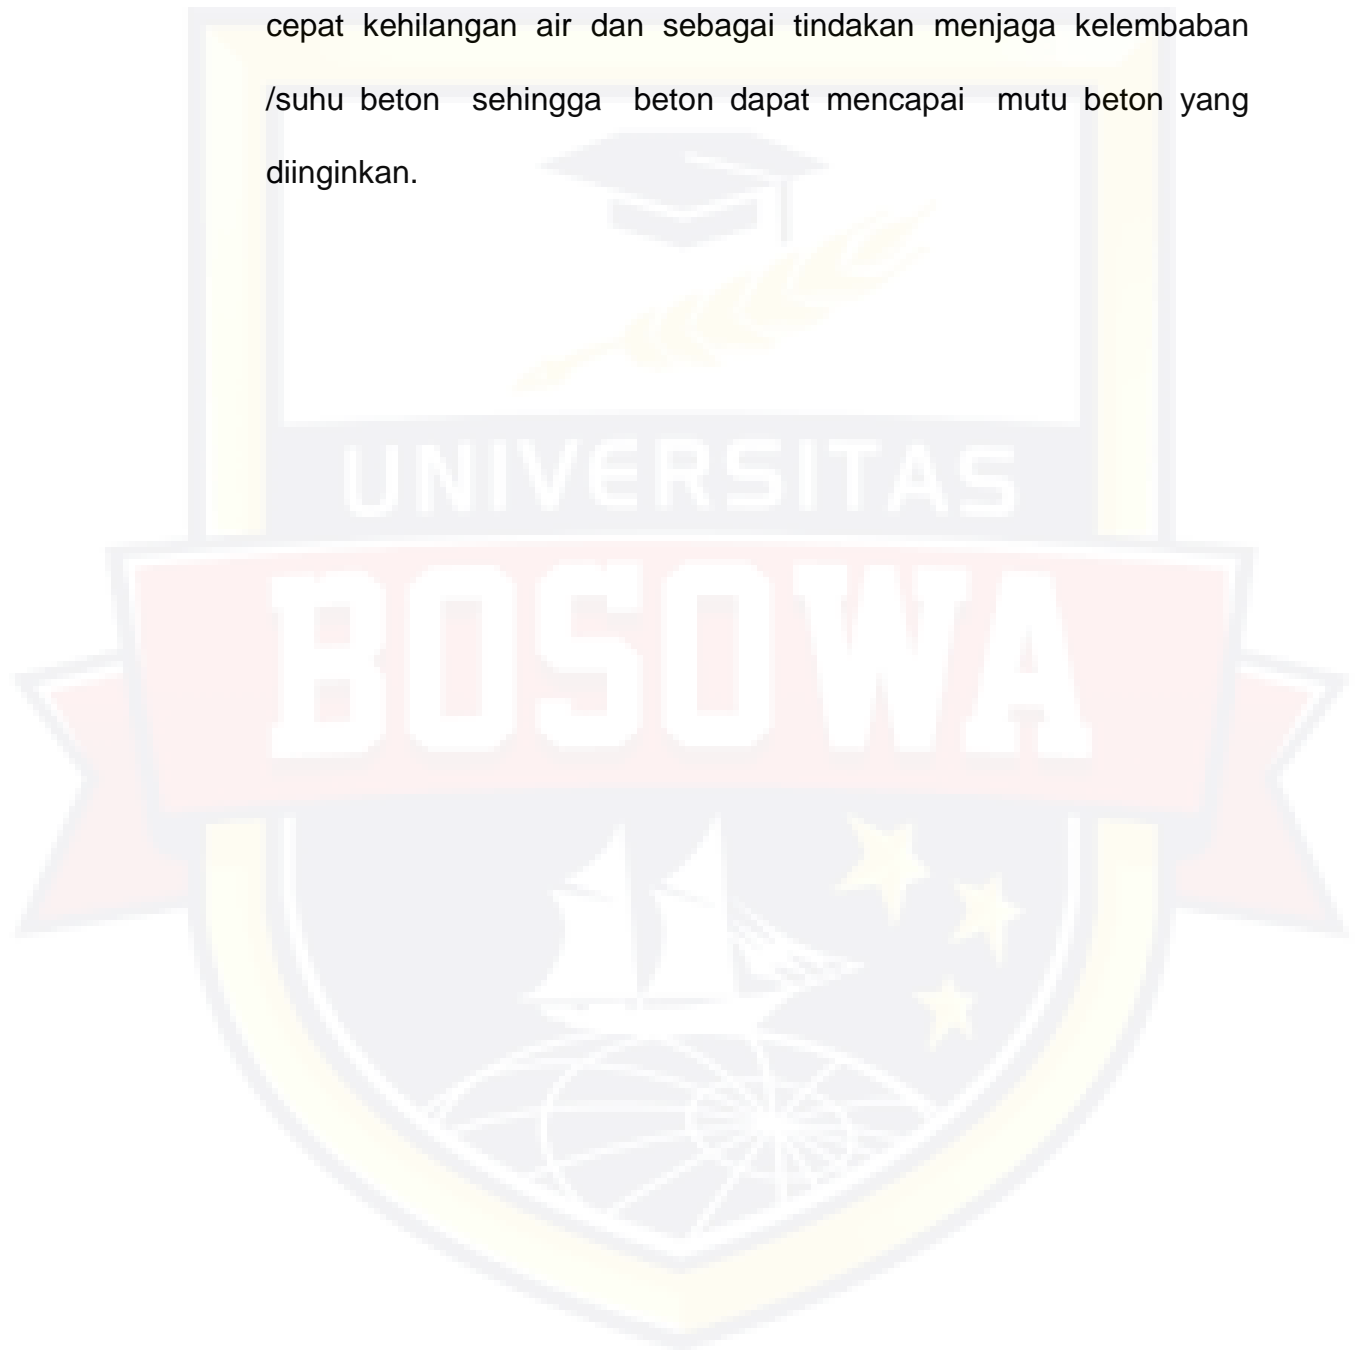 cepat kehilangan air dan sebagai tindakan menjaga kelembaban
/suhu beton sehingga beton dapat mencapai mutu beton yang
diinginkan.
UNIVERSITAS
BOSOWA